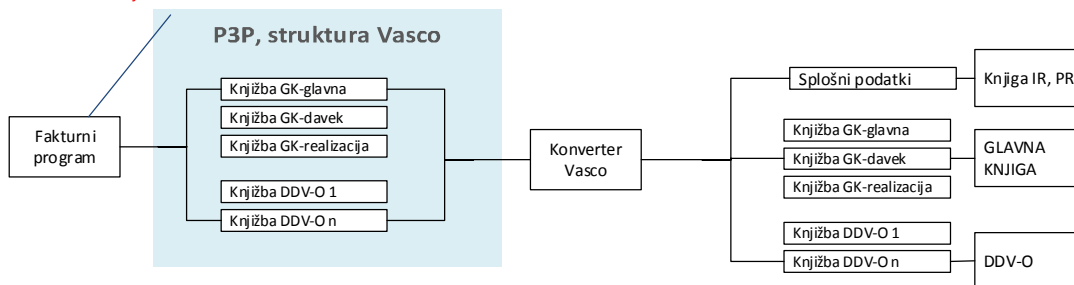 P3P, struktura Vasco
Fakturni
program
Knjižba GK-glavna
Knjižba GK-davek
Knjižba GK-realizacija
Knjižba DDV-O 1
Knjižba DDV-O n
Konverter
Vasco
Splošni podatki
Knjižba GK-glavna
Knjižba GK-davek
Knjižba GK-realizacija
Knjižba DDV-O 1
Knjižba DDV-O n
Knjiga IR, PR
GLAVNA
KNJIGA
DDV-O